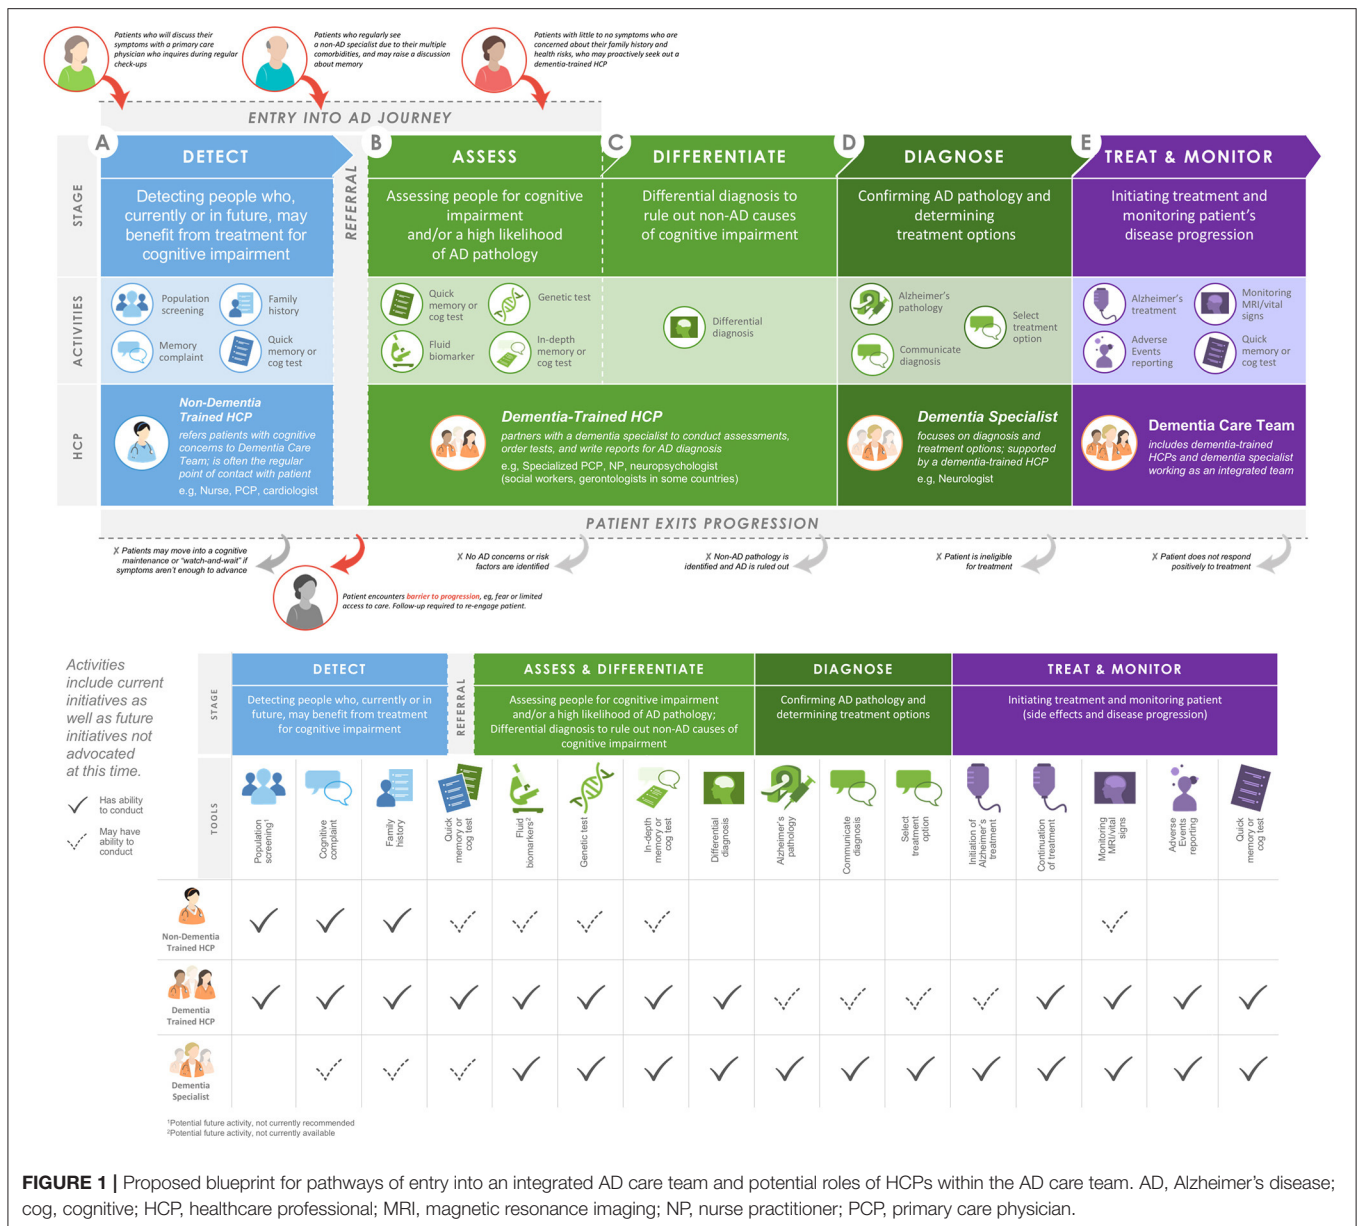 Patients who will discuss their
symptoms with a primary care
physician who inquires during regular
check-ups
Patients who regularly see
a non-AD specialist due to their multiple
comorbidities, and may raise a discussion
about memory
Patients with little to no symptoms who are
concerned about their family history and
health risks, who may proactively seek out a
dementia-trained HCP
ENTRY INTO AD JOURNEY
STAGE
A
DETECT
Detecting people who,
currently or in future, may
benefit from treatment for
cognitive impairment
REFERRAL
B
ASSESS
Assessing people for cognitive
impairment
and/or a high likelihood
of AD pathology
C
DIFFERENTIATE
Differential diagnosis to
rule out non-AD causes
of cognitive impairment
D
DIAGNOSE
Confirming AD pathology and
determining
treatment options
E
TREAT & MONITOR
Initiating treatment and
monitoring patient's
disease progression
ACTIVITIES
Population
screening
Family
history
Memory
complaint
Quick
memory or
cog test
Quick
memory or
cog test
Genetic test
Fluid
biomarker
In-depth
memory or
cog test
Differential
diagnosis
Alzheimer's
pathology
Select
treatment
option
Communicate
diagnosis
Alzheimer's
treatment
Monitoring
MRI/vital
signs
Adverse
Events
reporting
Quick
memory or
cog test
HCP
Non-Dementia
Trained HCP
refers patients with cognitive
concerns to Dementia Care
Team; is often the regular
point of contact with patient
e.g, Nurse, PCP, cardiologist
Dementia-Trained HCP
partners with a dementia specialist to conduct assessments,
order tests, and write reports for AD diagnosis
e.g, Specialized PCP, NP, neuropsychologist
(social workers, gerontologists in some countries)
Dementia Specialist
focuses on diagnosis and
treatment options; supported
by a dementia-trained HCP
e.g, Neurologist
Dementia Care Team
includes dementia-trained
HCPs and dementia specialist
working as an integrated team
PATIENT EXITS PROGRESSION
✗ Patients may move into a cognitive
maintenance or "watch-and-wait" if
symptoms aren't enough to advance
✗ No AD concerns or risk
factors are identified
✗ Non-AD pathology is
identified and AD is ruled out
✗ Patient is ineligible
for treatment
✗ Patient does not respond
positively to treatment
Patient encounters barrier to progression, eg, fear or limited
access to care. Follow-up required to re-engage patient.
Activities
include current
initiatives as
well as future
initiatives not
advocated
at this time.
Has ability
to conduct
May have
ability to
conduct
STAGE
DETECT
Detecting people who, currently or in
future, may benefit from treatment
for cognitive impairment
REFERRAL
ASSESS & DIFFERENTIATE
Assessing people for cognitive impairment
and/or a high likelihood of AD pathology;
Differential diagnosis to rule out non-AD causes of
cognitive impairment
DIAGNOSE
Confirming AD pathology and
determining treatment options
TREAT & MONITOR
Initiating treatment and monitoring patient
(side effects and disease progression)
TOOLS
Population
screening¹
Cognitive
complaint
Family
history
Quick
memory or
cog test
Fluid
biomarkers²
Genetic test
In-depth
memory or
cog test
Differential
diagnosis
Alzheimer's
pathology
Communicate
diagnosis
Select
treatment
option
Initiation of
Alzheimer's
treatment
Continuation
of treatment
Monitoring
MRI/vital
signs
Adverse
Events
reporting
Quick
memory or
cog test
Non-Dementia
Trained HCP
Dementia
Trained HCP
Dementia
Specialist
¹Potential future activity, not currently recommended
²Potential future activity, not currently available
FIGURE 1 | Proposed blueprint for pathways of entry into an integrated AD care team and potential roles of HCPs within the AD care team. AD, Alzheimer's disease;
cog, cognitive; HCP, healthcare professional; MRI, magnetic resonance imaging; NP, nurse practitioner; PCP, primary care physician.